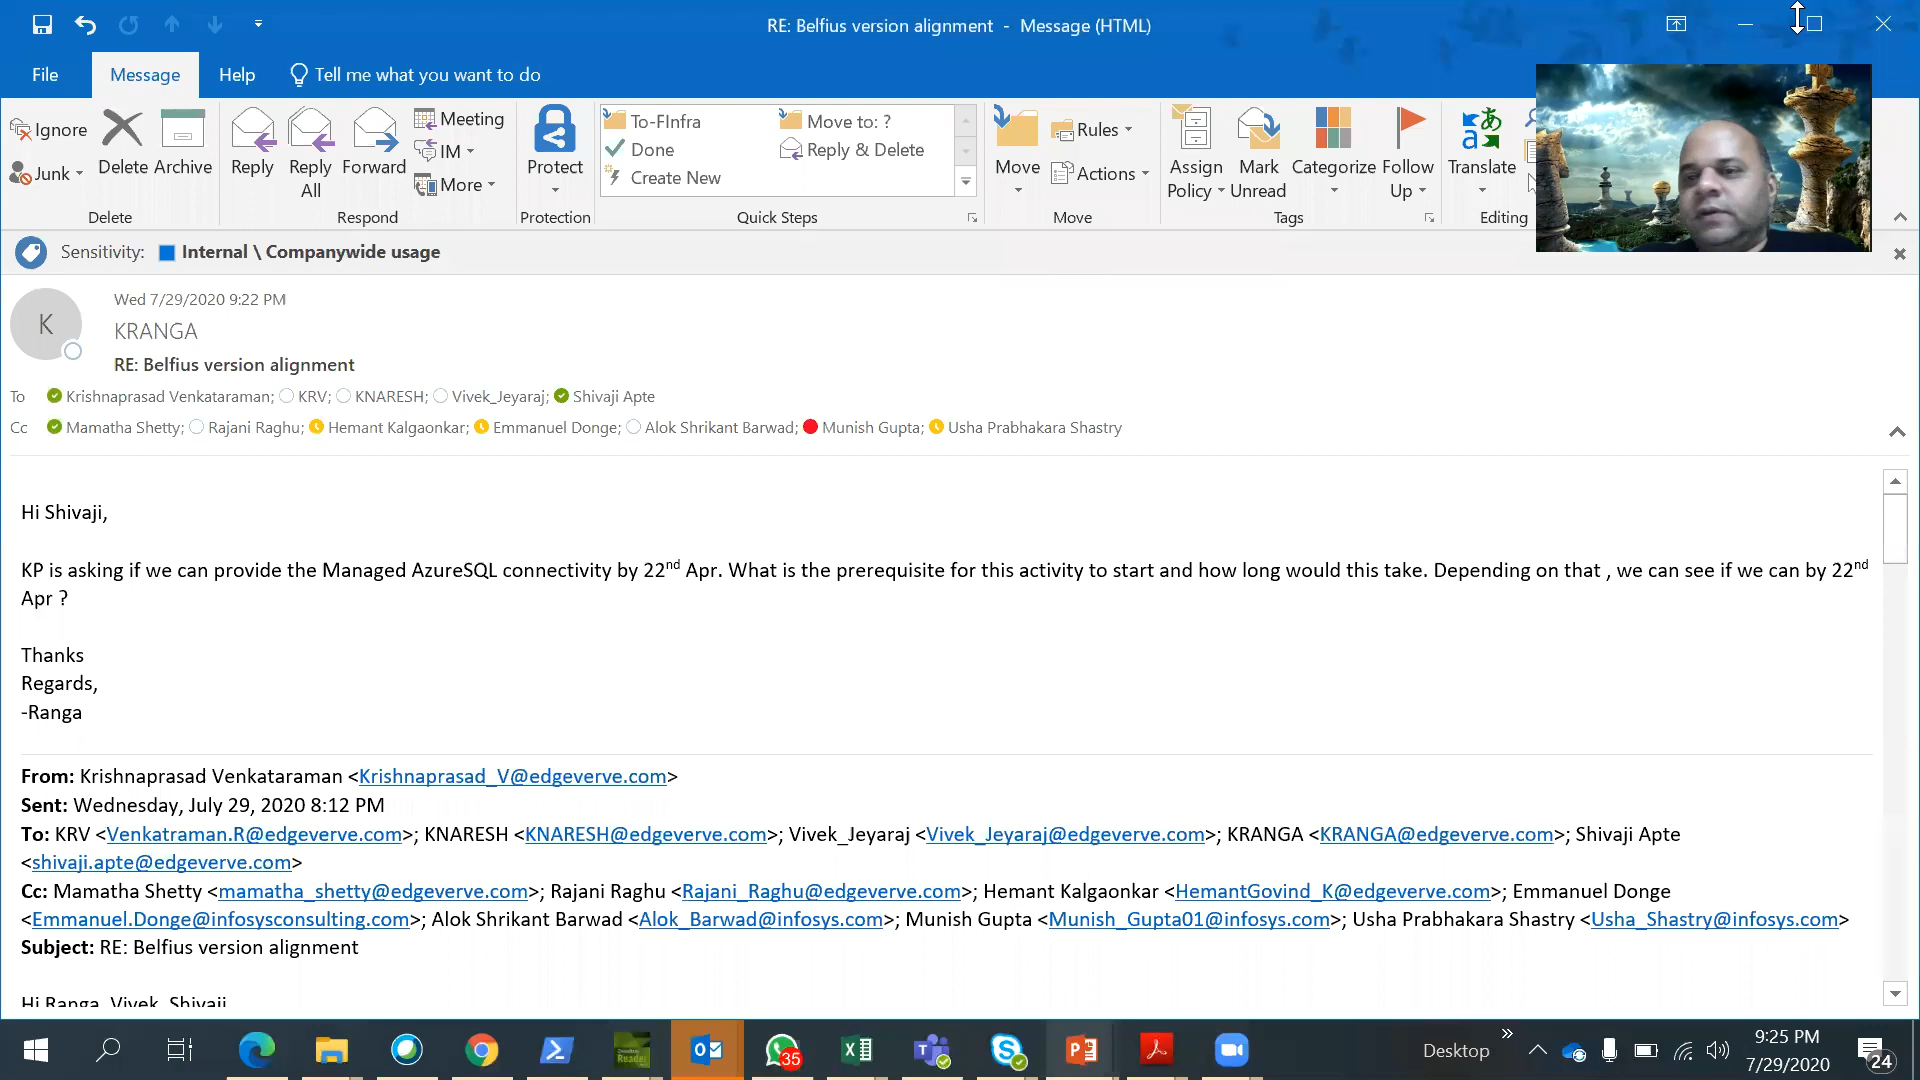 RE: Belfius version alignment - Message (HTML)
File Message Help Tell me what you want to do
Ignore
Junk
Delete
Archive
Delete
Reply
Reply All
Forward
Meeting
IM
More
Respond
Protect
Protection
To-FInfra
Done
Create New
Move to: ?
Reply & Delete
Quick Steps
Move
Rules
Actions
Move
Assign Policy
Mark Unread
Categorize
Follow Up
Tags
Translate
Editing
Sensitivity: Internal \ Companywide usage
K
Wed 7/29/2020 9:22 PM
KRANGA
RE: Belfius version alignment
To Krishnaprasad Venkataraman; KRV; KNARESH; Vivek_Jeyaraj; Shivaji Apte
Cc Mamatha Shetty; Rajani Raghu; Hemant Kalgaonkar; Emmanuel Donge; Alok Shrikant Barwad; Munish Gupta; Usha Prabhakara Shastry
Hi Shivaji,
KP is asking if we can provide the Managed AzureSQL connectivity by 22nd Apr. What is the prerequisite for this activity to start and how long would this take. Depending on that , we can see if we can by 22nd
Apr ?
Thanks
Regards,
-Ranga
From: Krishnaprasad Venkataraman <Krishnaprasad_V@edgeverve.com>
Sent: Wednesday, July 29, 2020 8:12 PM
To: KRV <Venkatraman.R@edgeverve.com>; KNARESH <KNARESH@edgeverve.com>; Vivek_Jeyaraj <Vivek_Jeyaraj@edgeverve.com>; KRANGA <KRANGA@edgeverve.com>; Shivaji Apte
<shivaji.apte@edgeverve.com>
Cc: Mamatha Shetty <mamatha_shetty@edgeverve.com>; Rajani Raghu <Rajani_Raghu@edgeverve.com>; Hemant Kalgaonkar <HemantGovind_K@edgeverve.com>; Emmanuel Donge
<Emmanuel.Donge@infosysconsulting.com>; Alok Shrikant Barwad <Alok_Barwad@infosys.com>; Munish Gupta <Munish_Gupta01@infosys.com>; Usha Prabhakara Shastry <Usha_Shastry@infosys.com>
Subject: RE: Belfius version alignment
Hi Ranga, Vivek, Shivaji
35
Desktop
9:25 PM
7/29/2020
24